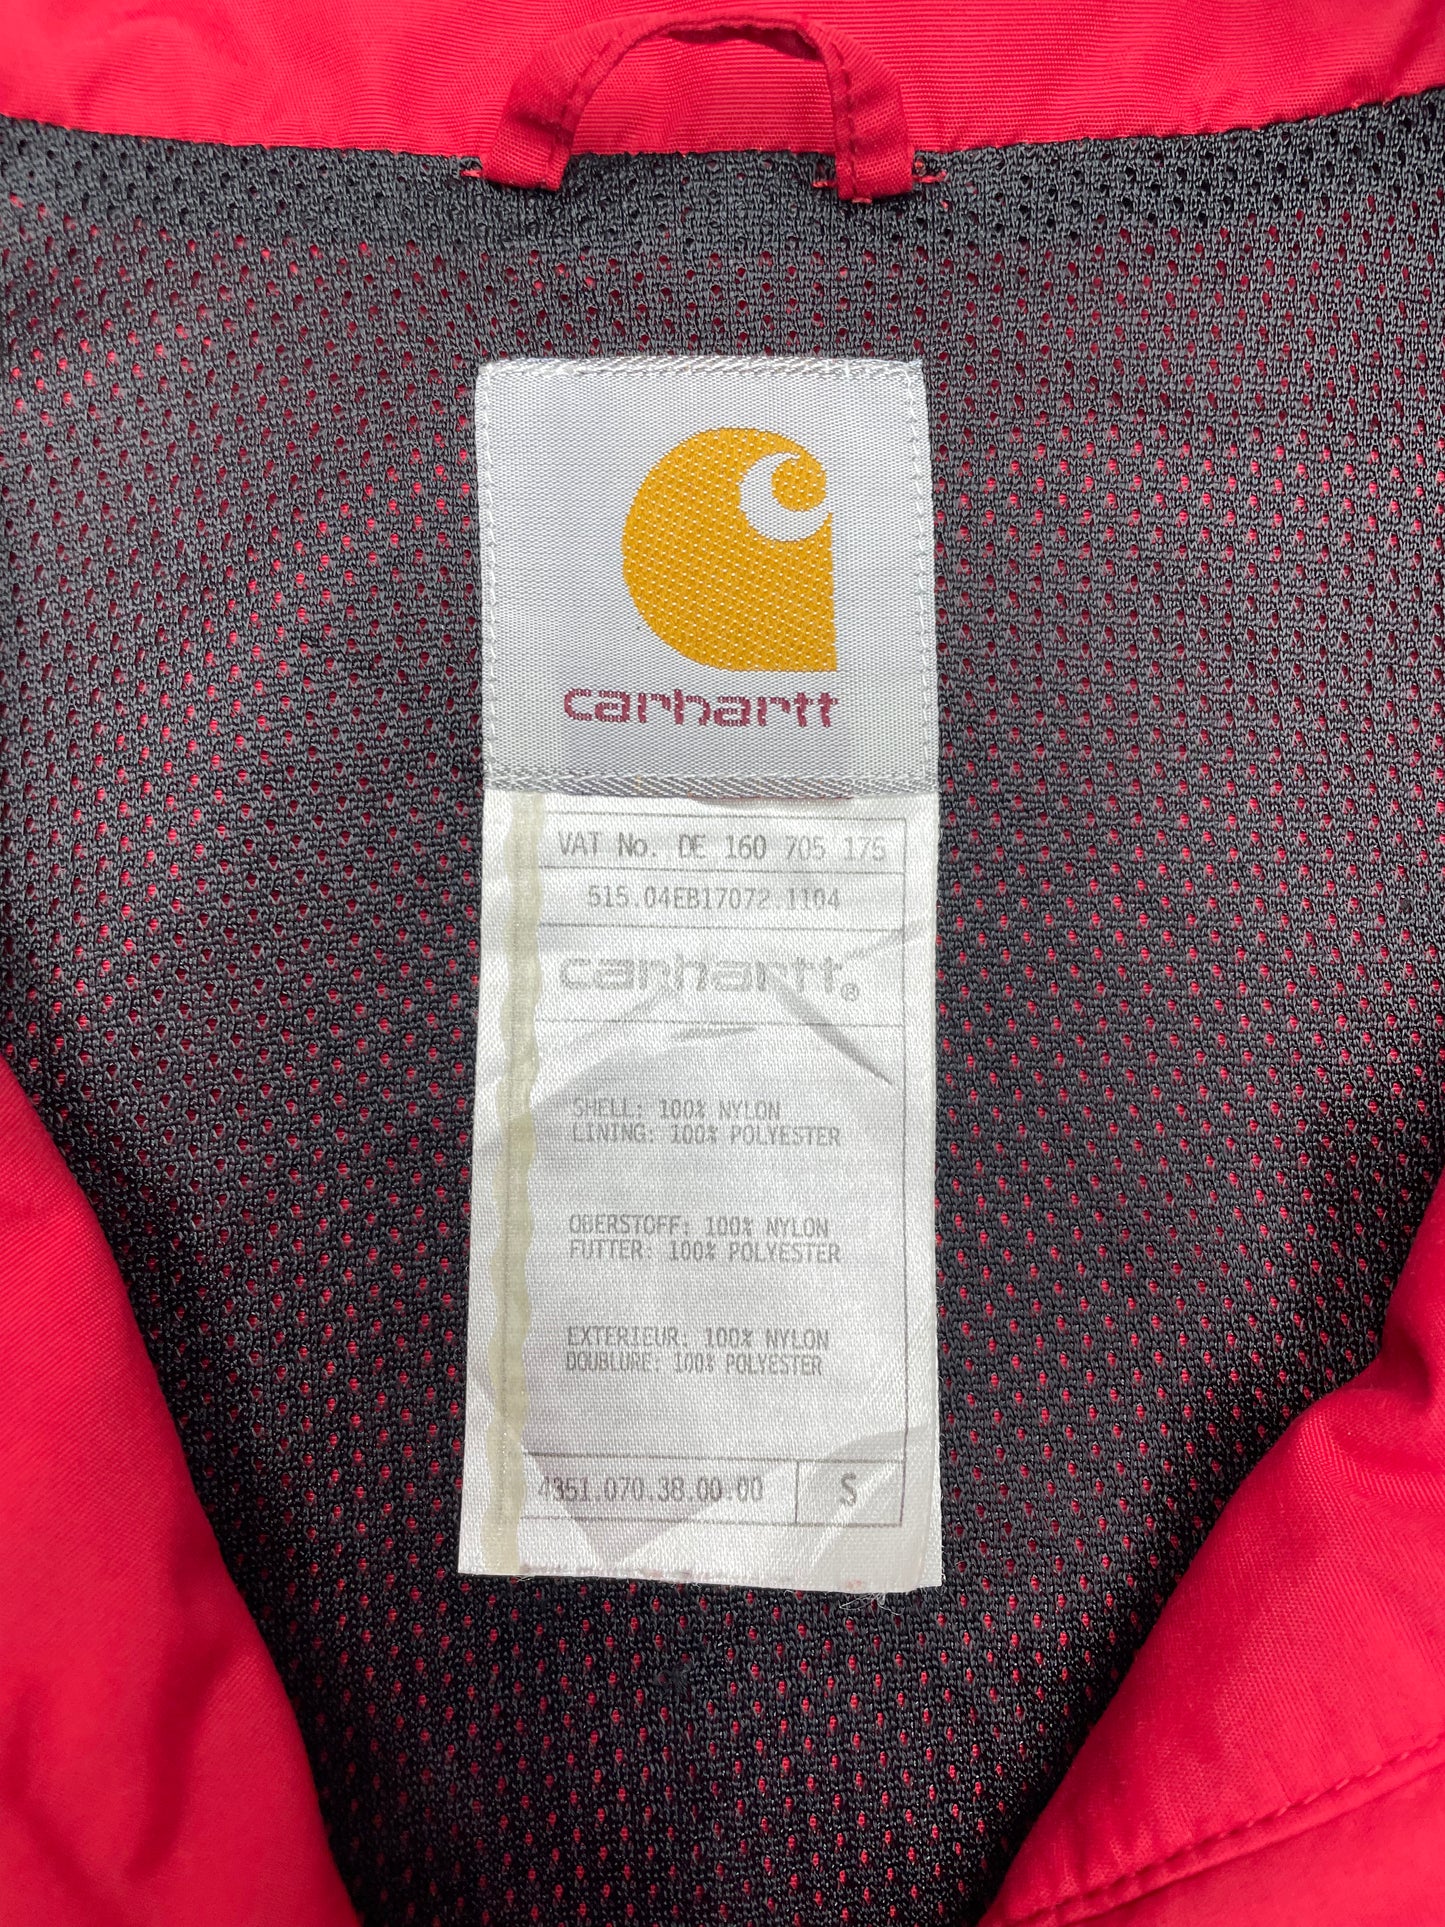 carhartt
VAT No. DE 160 705 175
515.04EB17072.1104
carhartt®
SHELL: 100% NYLON
LINING: 100% POLYESTER
OBERSTOFF: 100% NYLON
FUTTER: 100% POLYESTER
EXTERIEUR: 100% NYLON
DOUBLURE: 100% POLYESTER
4351.070.38.00.00 S